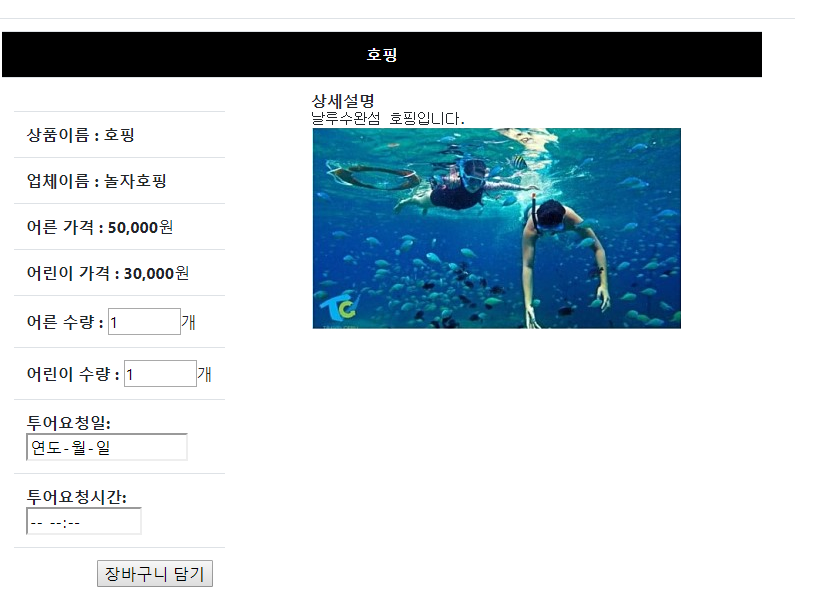 호핑
상품이름 : 호핑
업체이름 : 놀자호핑
어른 가격 : 50,000원
어린이 가격 : 30,000원
어른 수량 : 1개
어린이 수량 : 1개
투어요청일:
연도-월-일
투어요청시간:
-- --:--
장바구니 담기
상세설명
날루수완섬 호핑입니다.
TC